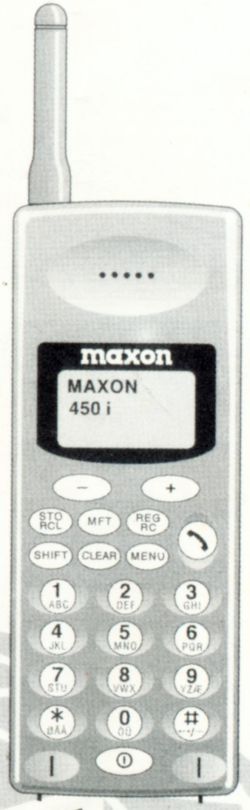 maxon
MAXON
450 i
− +
STO RCL MFT REG RC
SHIFT CLEAR MENU
1 ABC 2 DEF 3 GHI
4 JKL 5 MNO 6 PQR
7 STU 8 VWX 9 YZÆ
* ØÅÄ 0 ÖÜ #